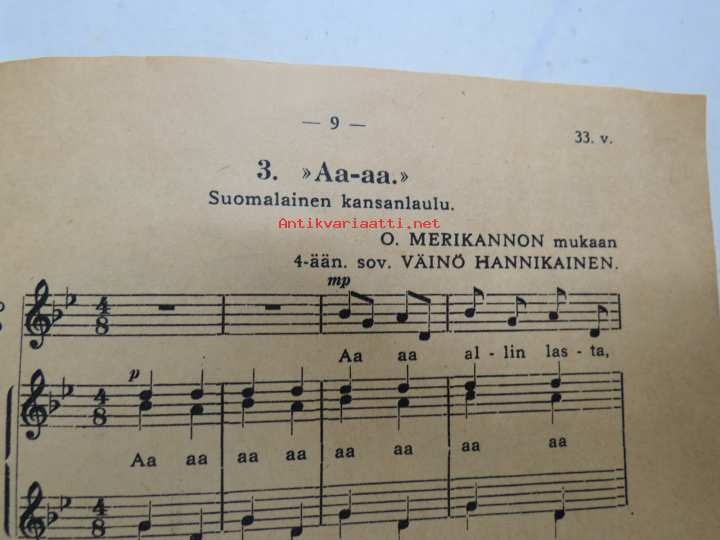 — 9 —
33. v.
3. »Aa-aa.»
Suomalainen kansanlaulu.
Antikvariaatti.net
O. MERIKANNON mukaan
4-ään. sov. VÄINÖ HANNIKAINEN.
mp
4
8
Aa aa al - lin las - ta,
p
4
8
Aa aa aa aa aa aa aa aa
4
8